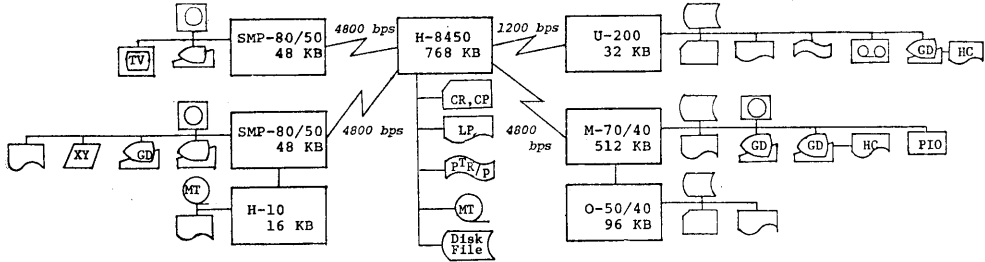 4800 bps
1200 bps
SMP-80/50
48 KB
H-8450
768 KB
U-200
32 KB
TV
GD
HC
CR,CP
SMP-80/50
48 KB
4800 bps
4800
bps
M-70/40
512 KB
LP
XY
GD
GD
GD
HC
PIO
PTR/P
MT
H-10
16 KB
MT
O-50/40
96 KB
Disk
File